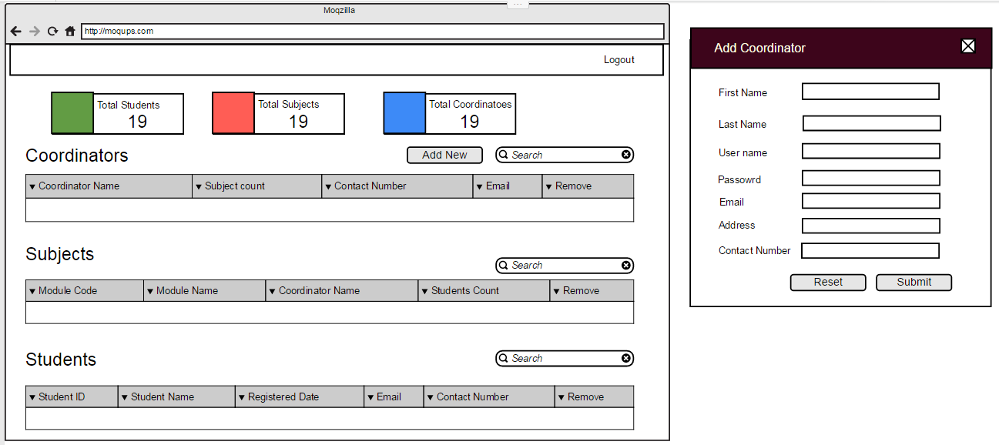 Moqzilla
http://moqups.com
Logout
Total Students
19
Total Subjects
19
Total Coordinatoes
19
Coordinators
Add New
Search
Coordinator Name Subject count Contact Number Email Remove
Subjects
Search
Module Code Module Name Coordinator Name Students Count Remove
Students
Search
Student ID Student Name Registered Date Email Contact Number Remove
Add Coordinator
First Name
Last Name
User name
Passowrd
Email
Address
Contact Number
Reset Submit